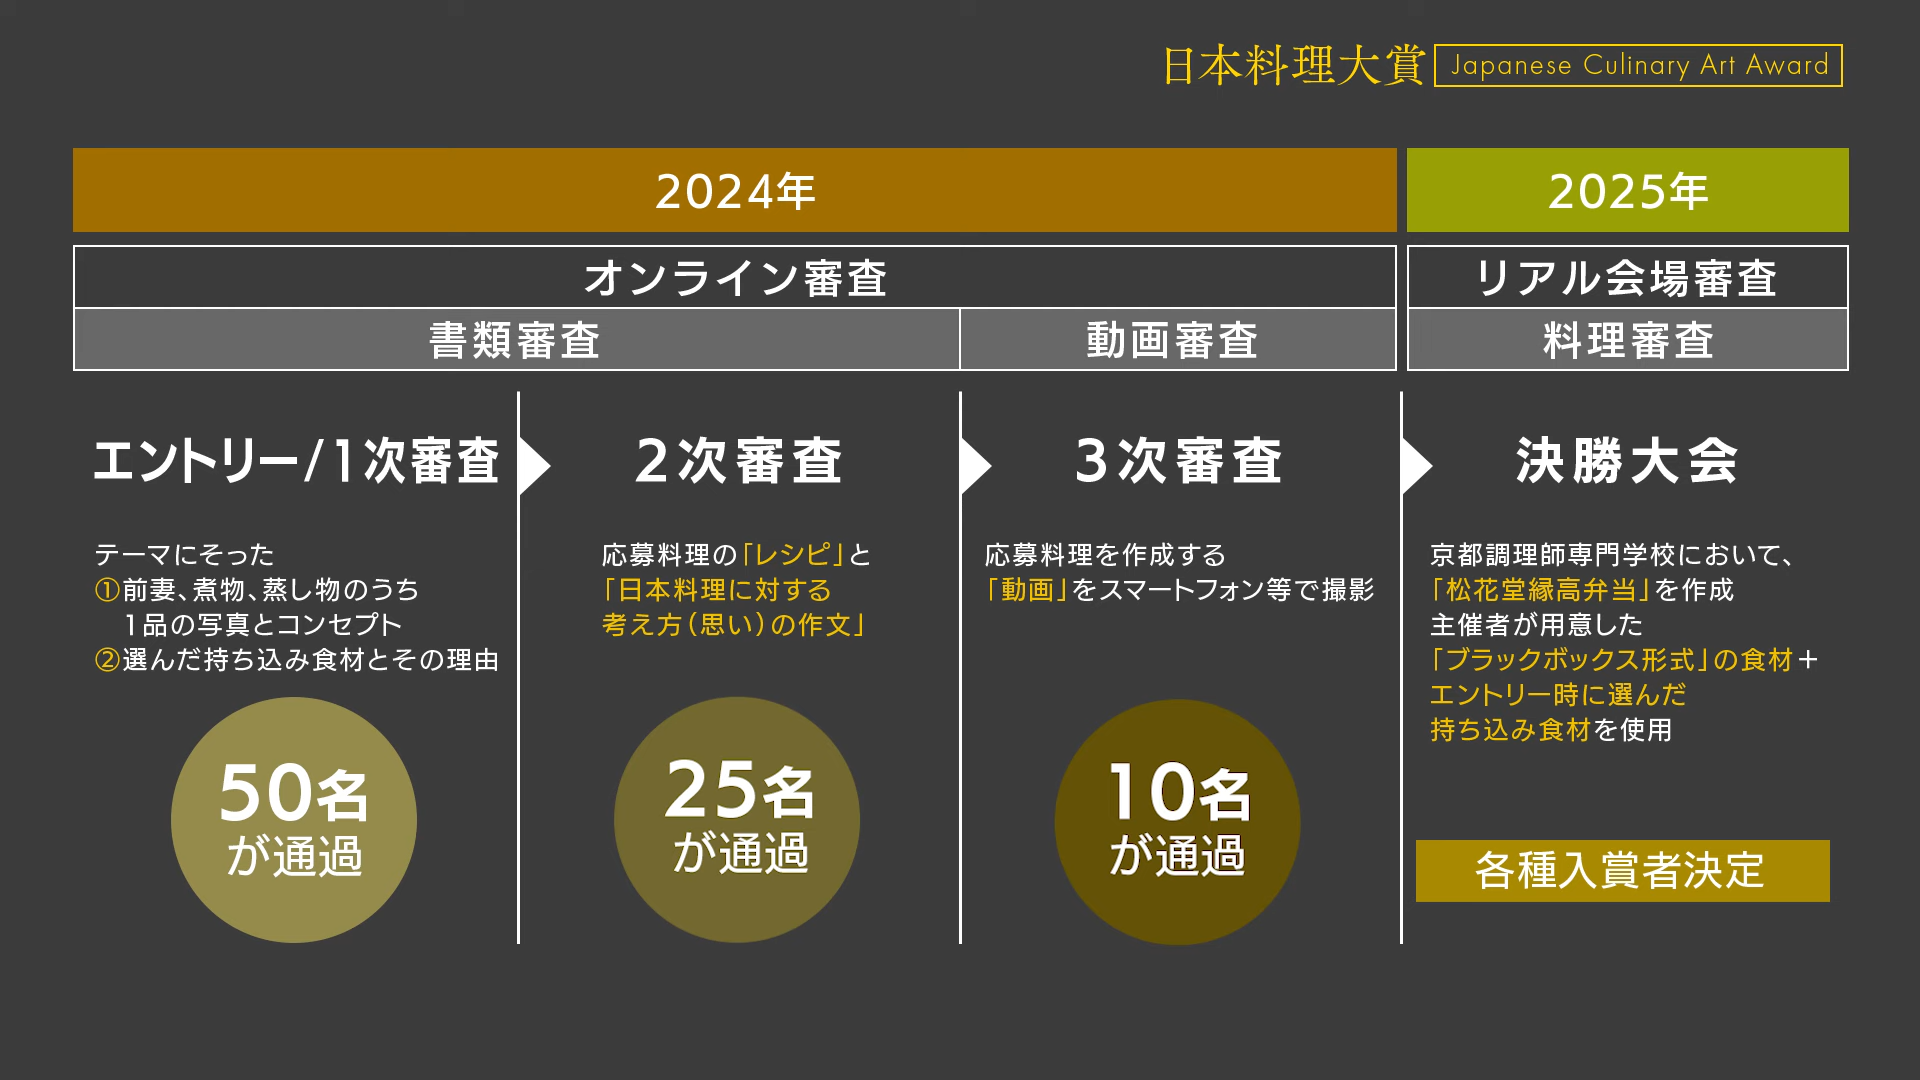 日本料理大賞 Japanese Culinary Art Award
2024年
2025年
オンライン審査
リアル会場審査
書類審査
動画審査
料理審査
エントリー/1次審査
テーマにそった
①前妻、煮物、蒸し物のうち
1品の写真とコンセプト
②選んだ持ち込み食材とその理由
50名
が通過
2次審査
応募料理の「レシピ」と
「日本料理に対する
考え方(思い)の作文」
25名
が通過
3次審査
応募料理を作成する
「動画」をスマートフォン等で撮影
10名
が通過
決勝大会
京都調理師専門学校において、
「松花堂縁高弁当」を作成
主催者が用意した
「ブラックボックス形式」の食材+
エントリー時に選んだ
持ち込み食材を使用
各種入賞者決定